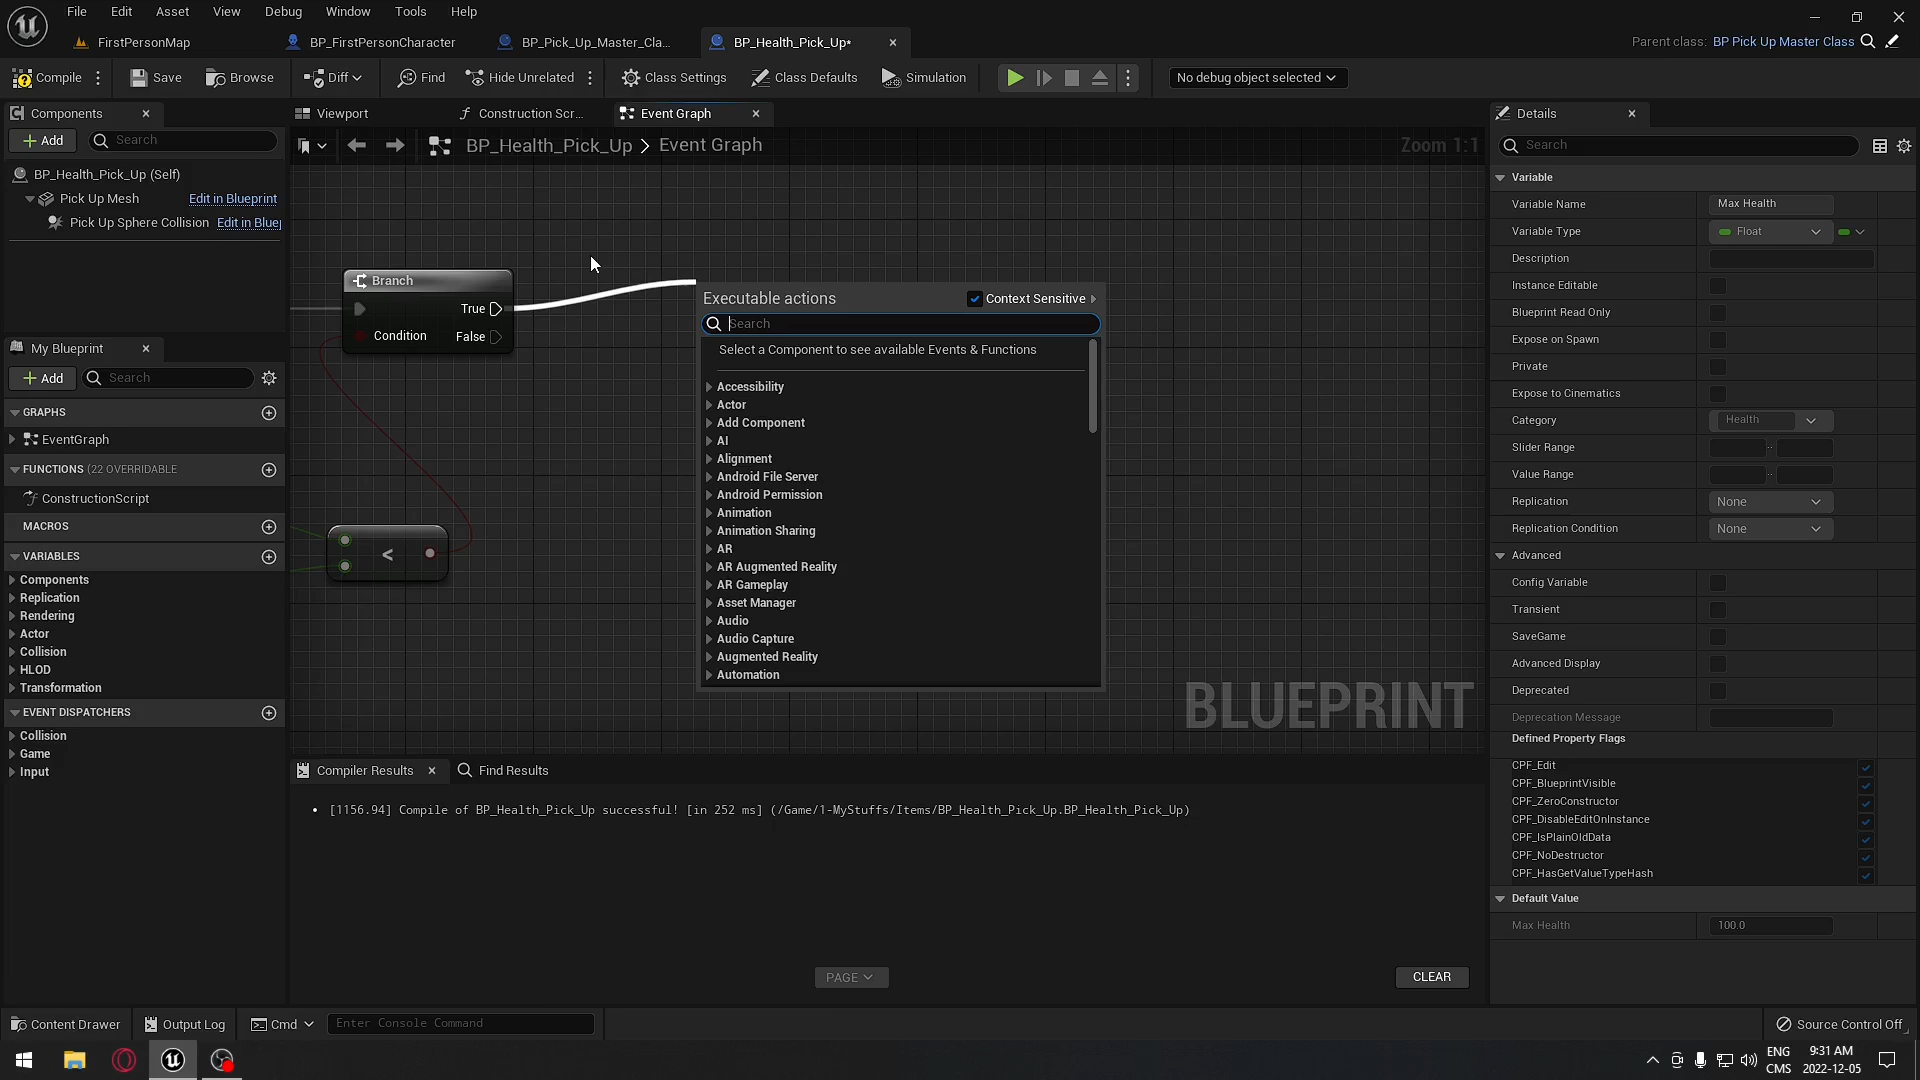 File Edit Asset View Debug Window Tools Help
FirstPersonMap BP_FirstPersonCharacter BP_Pick_Up_Master_Cla... BP_Health_Pick_Up*
Parent class: BP Pick Up Master Class
Compile Save Browse Diff Find Hide Unrelated Class Settings Class Defaults Simulation No debug object selected
Components
Add Search
BP_Health_Pick_Up (Self)
Pick Up Mesh Edit in Blueprint
Pick Up Sphere Collision Edit in Blue
My Blueprint
Add Search
GRAPHS
EventGraph
FUNCTIONS (22 OVERRIDABLE
ConstructionScript
MACROS
VARIABLES
Components
Replication
Rendering
Actor
Collision
HLOD
Transformation
EVENT DISPATCHERS
Collision
Game
Input
Viewport Construction Scr... Event Graph
BP_Health_Pick_Up > Event Graph
Zoom 1:1
Branch
True
Condition False
<
Executable actions Context Sensitive
Search
Select a Component to see available Events & Functions
Accessibility
Actor
Add Component
AI
Alignment
Android File Server
Android Permission
Animation
Animation Sharing
AR
AR Augmented Reality
AR Gameplay
Asset Manager
Audio
Audio Capture
Augmented Reality
Automation
BLUEPRINT
Compiler Results Find Results
• [1156.94] Compile of BP_Health_Pick_Up successful! [in 252 ms] (/Game/1-MyStuffs/Items/BP_Health_Pick_Up.BP_Health_Pick_Up)
PAGE CLEAR
Details
Search
Variable
Variable Name Max Health
Variable Type Float
Description
Instance Editable
Blueprint Read Only
Expose on Spawn
Private
Expose to Cinematics
Category Health
Slider Range ..
Value Range ..
Replication None
Replication Condition None
Advanced
Config Variable
Transient
SaveGame
Advanced Display
Deprecated
Deprecation Message
Defined Property Flags
CPF_Edit
CPF_BlueprintVisible
CPF_ZeroConstructor
CPF_DisableEditOnInstance
CPF_IsPlainOldData
CPF_NoDestructor
CPF_HasGetValueTypeHash
Default Value
Max Health 100.0
Content Drawer Output Log Cmd Enter Console Command Source Control Off
ENG 9:31 AM
CMS 2022-12-05